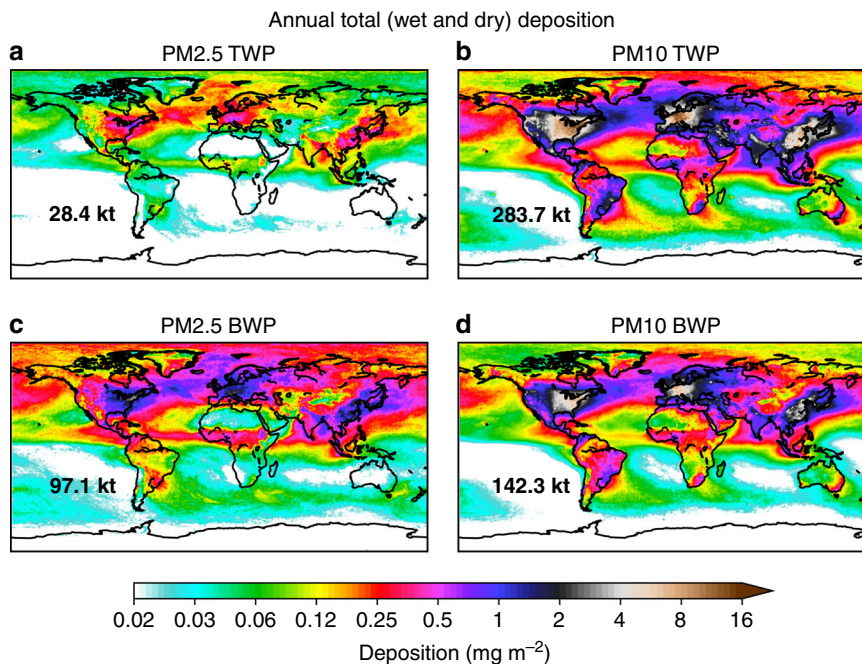 Annual total (wet and dry) deposition
a PM2.5 TWP
b PM10 TWP
28.4 kt
283.7 kt
c PM2.5 BWP
d PM10 BWP
97.1 kt
142.3 kt
0.02 0.03 0.06 0.12 0.25 0.5 1 2 4 8 16
Deposition (mg m⁻²)